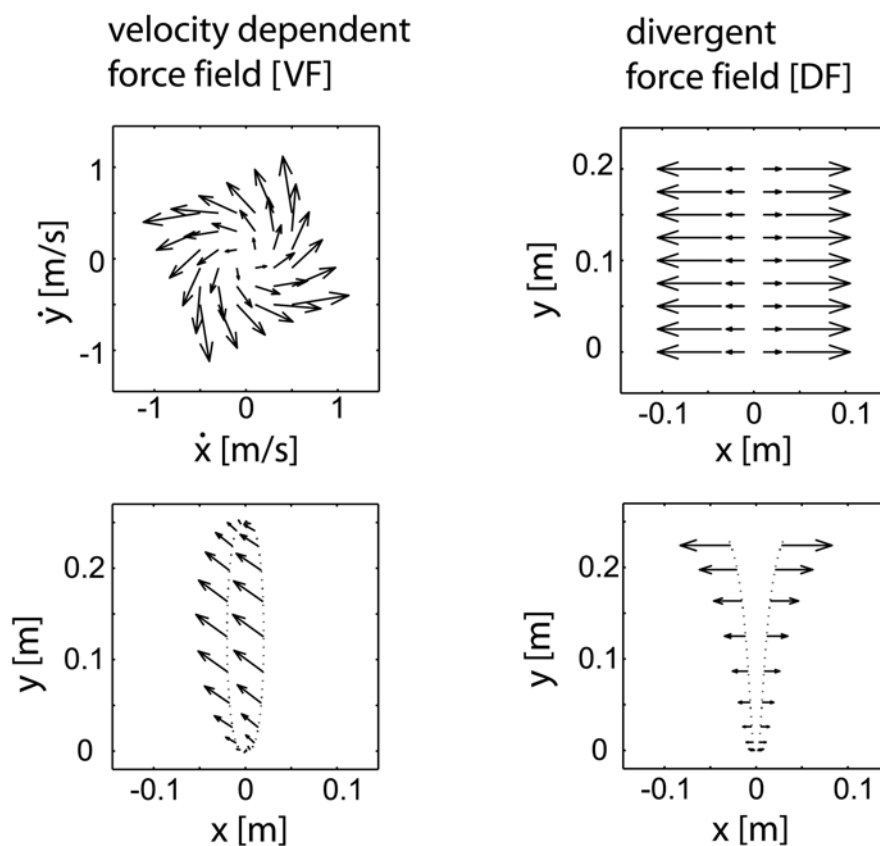 velocity dependent
force field [VF]
divergent
force field [DF]
1
0
-1
ẏ [m/s]
-1 0 1
ẋ [m/s]
0.2
0.1
0
y [m]
-0.1 0 0.1
x [m]
0.2
0.1
0
y [m]
-0.1 0 0.1
x [m]
0.2
0.1
0
y [m]
-0.1 0 0.1
x [m]